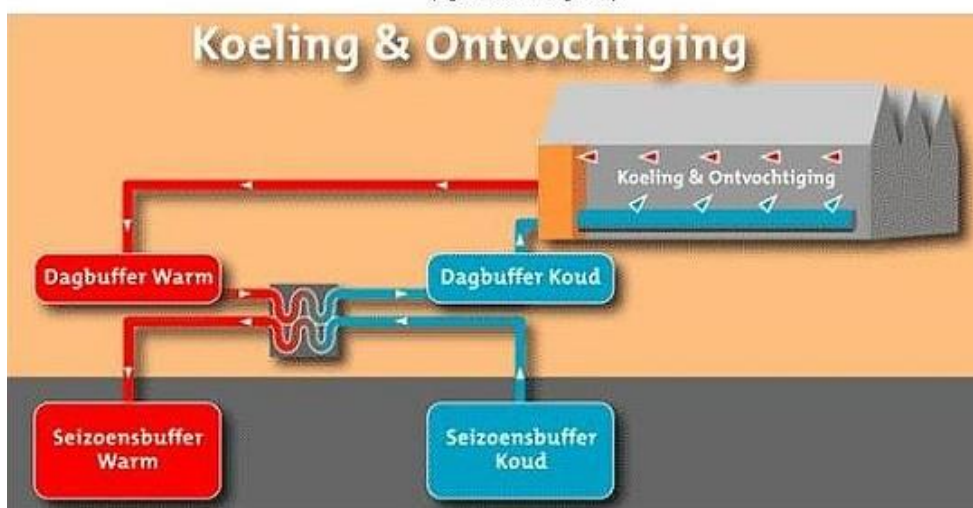 Koeling & Ontvochtiging
Koeling & Ontvochtiging
Dagbuffer Warm
Dagbuffer Koud
Seizoensbuffer
Warm
Seizoensbuffer
Koud